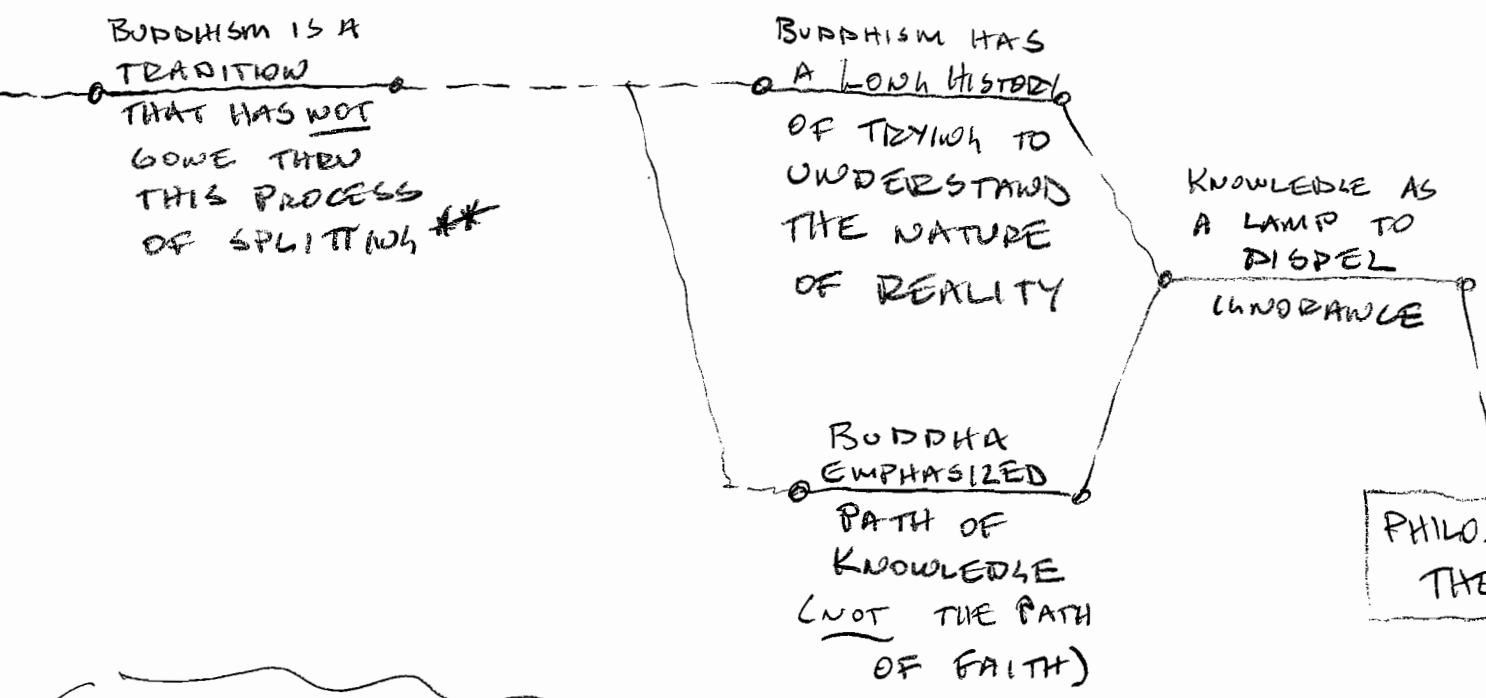 BUDDHISM IS A
TRADITION
THAT HAS NOT
GONE THRU
THIS PROCESS
OF SPLITTING **
BUDDHISM HAS
A LONG HISTORY
OF TRYING TO
UNDERSTAND
THE NATURE
OF REALITY
BUDDHA
EMPHASIZED
PATH OF
KNOWLEDGE
(NOT THE PATH
OF FAITH)
KNOWLEDGE AS
A LAMP TO
DISPEL
IGNORANCE
PHILO
THE